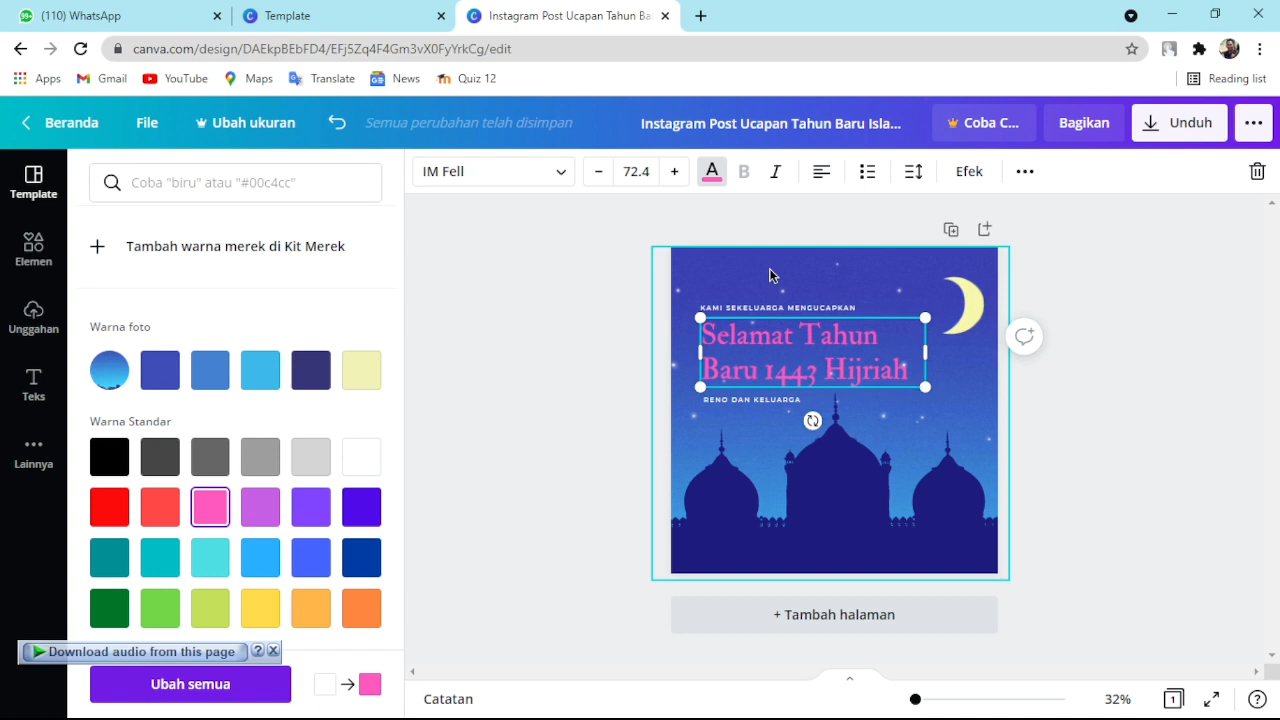 (110) WhatsApp
Template
Instagram Post Ucapan Tahun Ba
canva.com/design/DAEkpBEbFD4/EFj5Zq4F4Gm3vX0FyYrkCg/edit
Apps Gmail YouTube Maps Translate News Quiz 12 Reading list
Beranda File Ubah ukuran Semua perubahan telah disimpan Instagram Post Ucapan Tahun Baru Isla... Coba C... Bagikan Unduh
Template
Elemen
Unggahan
Teks
Lainnya
Coba "biru" atau "#00c4cc"
Tambah warna merek di Kit Merek
Warna foto
Warna Standar
Download audio from this page ? X
Ubah semua
IM Fell - 72.4 + A B I Efek
KAMI SEKELUARGA MENGUCAPKAN
Selamat Tahun
Baru 1443 Hijriah
RENO DAN KELUARGA
+ Tambah halaman
Catatan 32% 1 ?